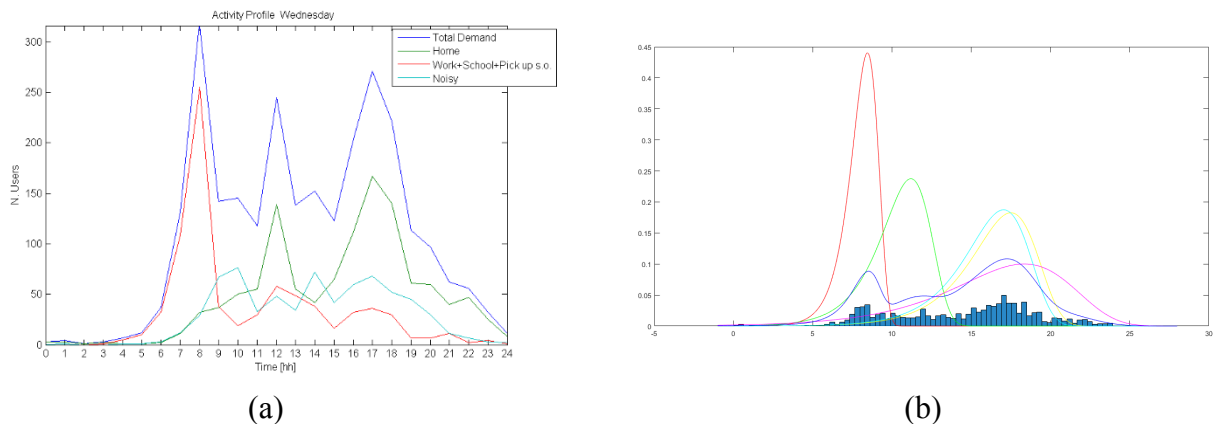 Activity Profile Wednesday
N. Users
300
250
200
150
100
50
0
0 1 2 3 4 5 6 7 8 9 10 11 12 13 14 15 16 17 18 19 20 21 22 23 24
Time [hh]
Total Demand
Home
Work+School+Pick up s.o.
Noisy
(a)
0.45
0.4
0.35
0.3
0.25
0.2
0.15
0.1
0.05
0
-5 0 5 10 15 20 25 30
(b)